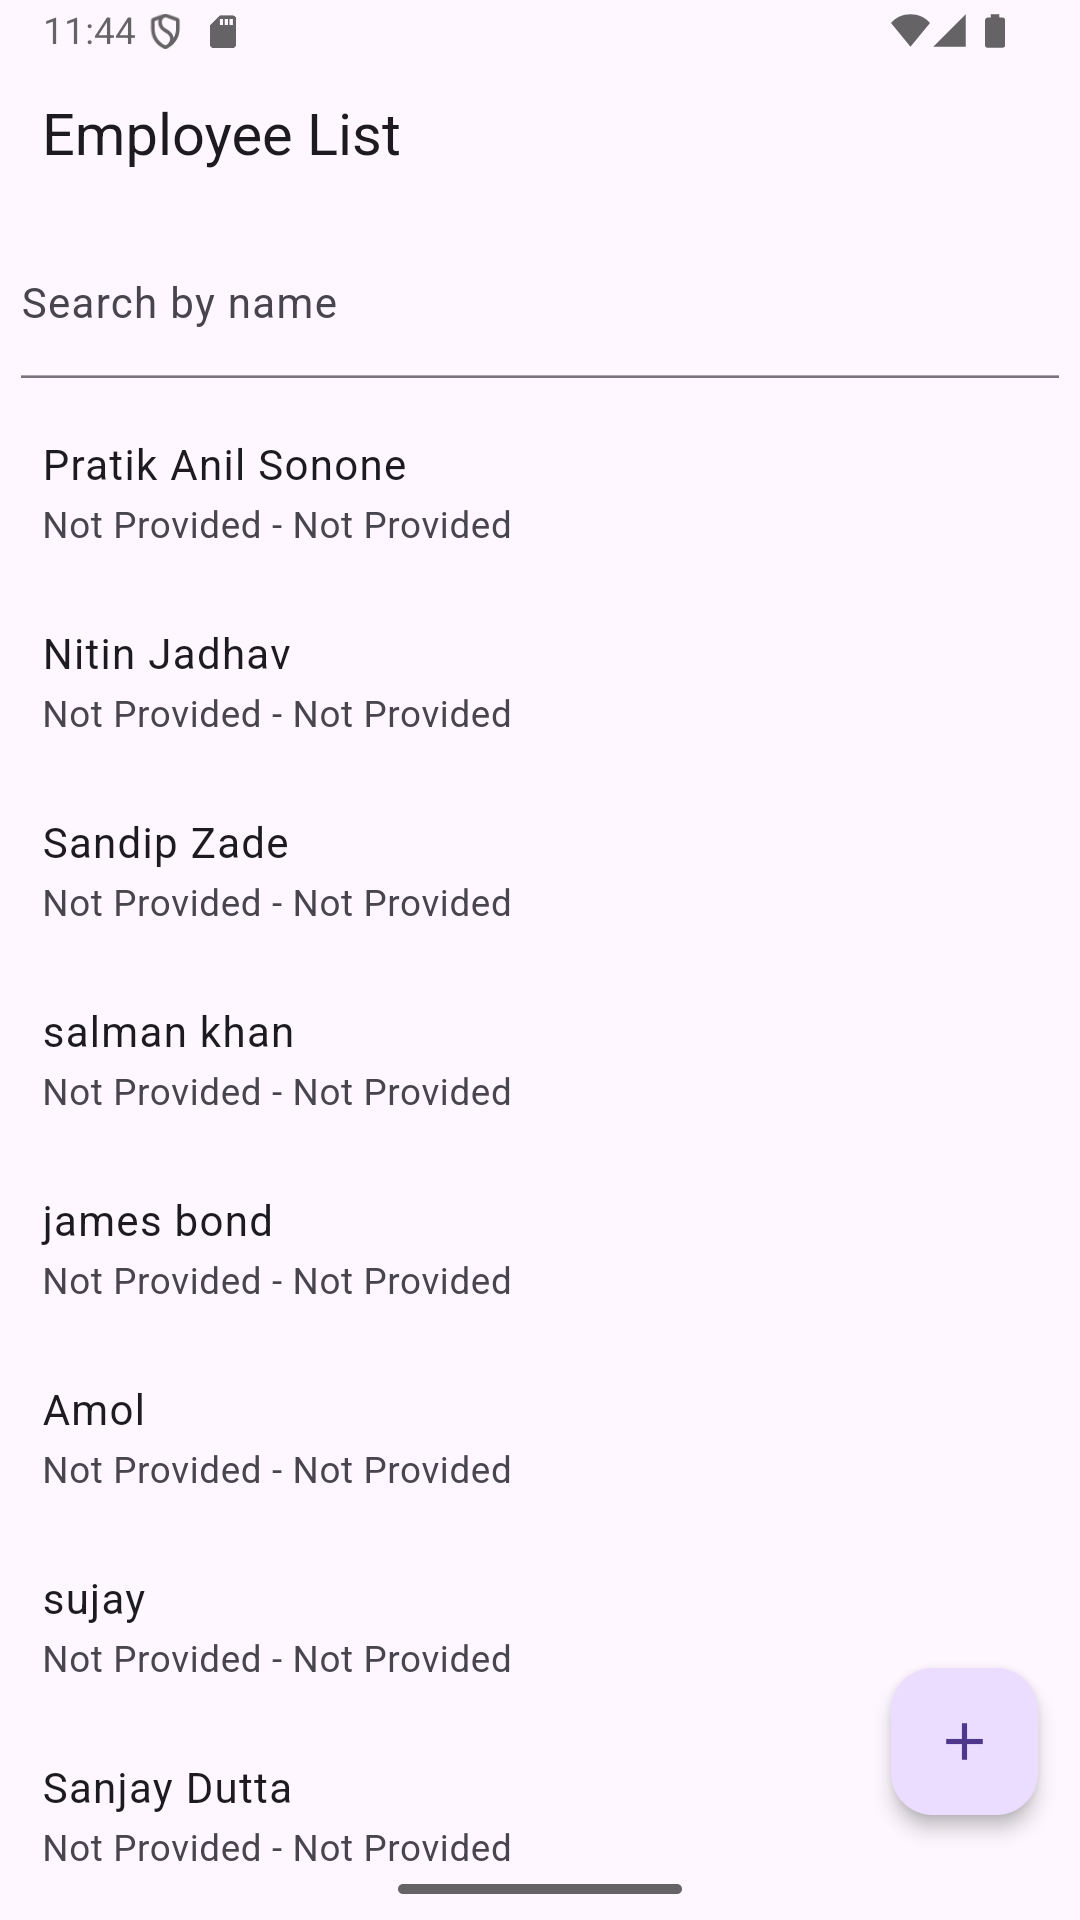 11:44
Employee List
Search by name
Pratik Anil Sonone
Not Provided - Not Provided
Nitin Jadhav
Not Provided - Not Provided
Sandip Zade
Not Provided - Not Provided
salman khan
Not Provided - Not Provided
james bond
Not Provided - Not Provided
Amol
Not Provided - Not Provided
sujay
Not Provided - Not Provided
Sanjay Dutta
Not Provided - Not Provided